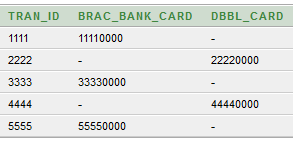 TRAN_ID BRAC_BANK_CARD DBBL_CARD
1111 11110000 -
2222 - 22220000
3333 33330000 -
4444 - 44440000
5555 55550000 -